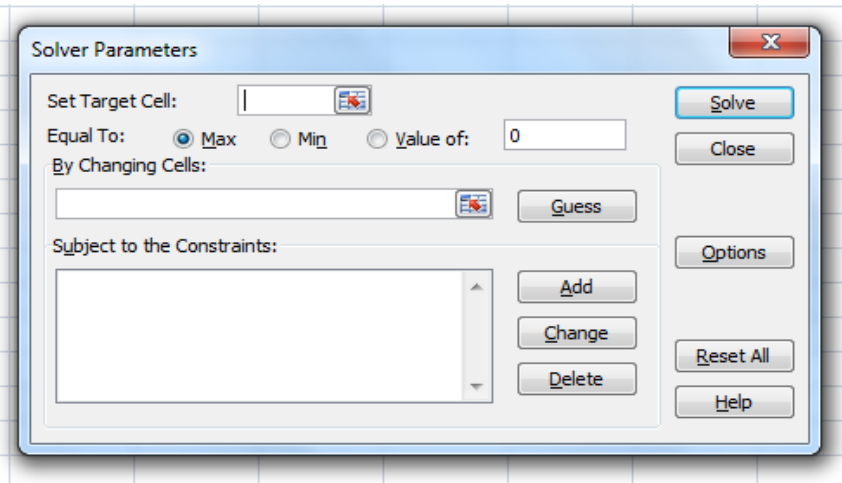 Solver Parameters
Set Target Cell:
Solve
Equal To: Max Min Value of: 0
Close
By Changing Cells:
Guess
Subject to the Constraints:
Options
Add
Change
Reset All
Delete
Help